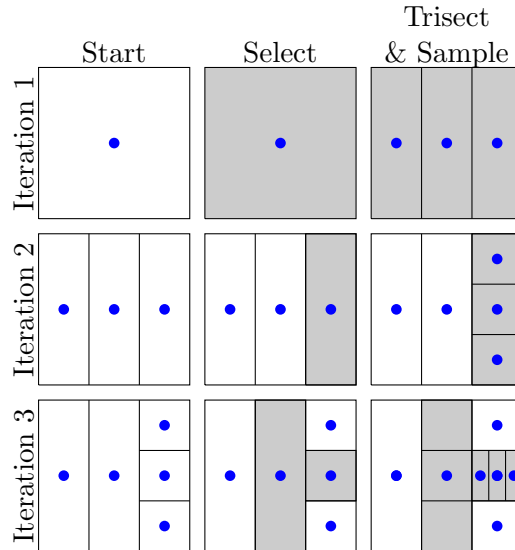 Start
Select
Trisect
& Sample
Iteration 1
Iteration 2
Iteration 3